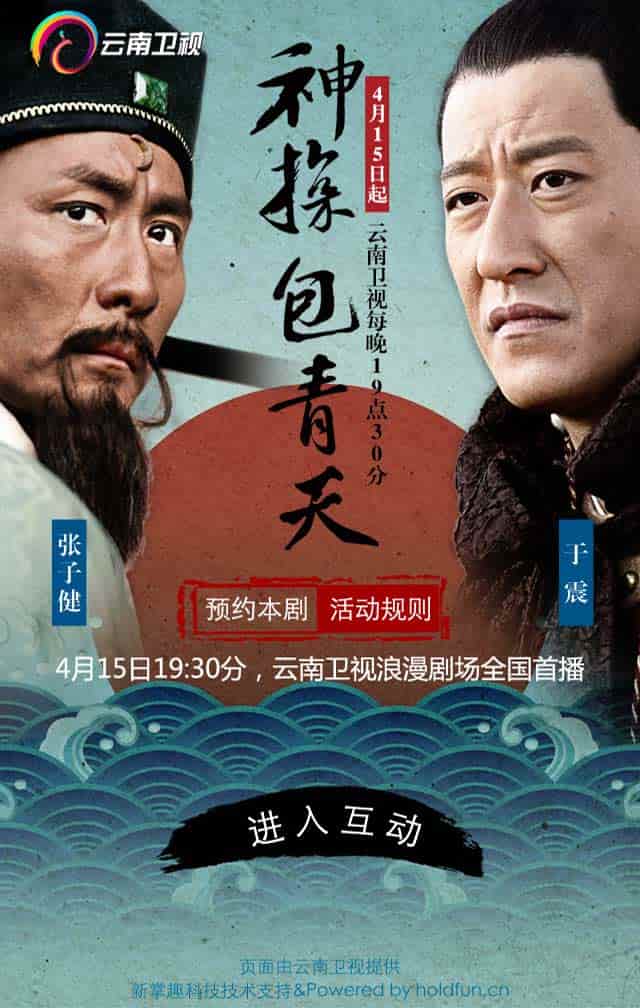 云南卫视
神探包青天
4月15日起
云南卫视每晚19点30分
张子健
于震
预约本剧
活动规则
4月15日19:30分，云南卫视浪漫剧场全国首播
进入互动
页面由云南卫视提供
新掌趣科技技术支持&Powered by holdfun.cn